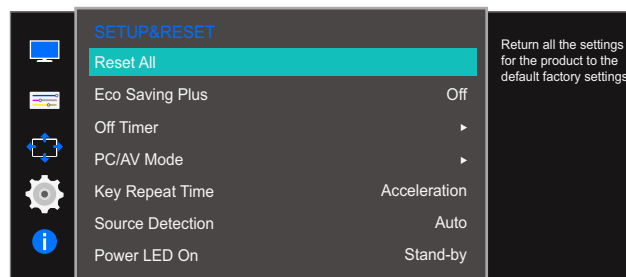 SETUP&RESET
Reset All
Eco Saving Plus Off
Off Timer ▸
PC/AV Mode ▸
Key Repeat Time Acceleration
Source Detection Auto
Power LED On Stand-by
Return all the settings
for the product to the
default factory settings